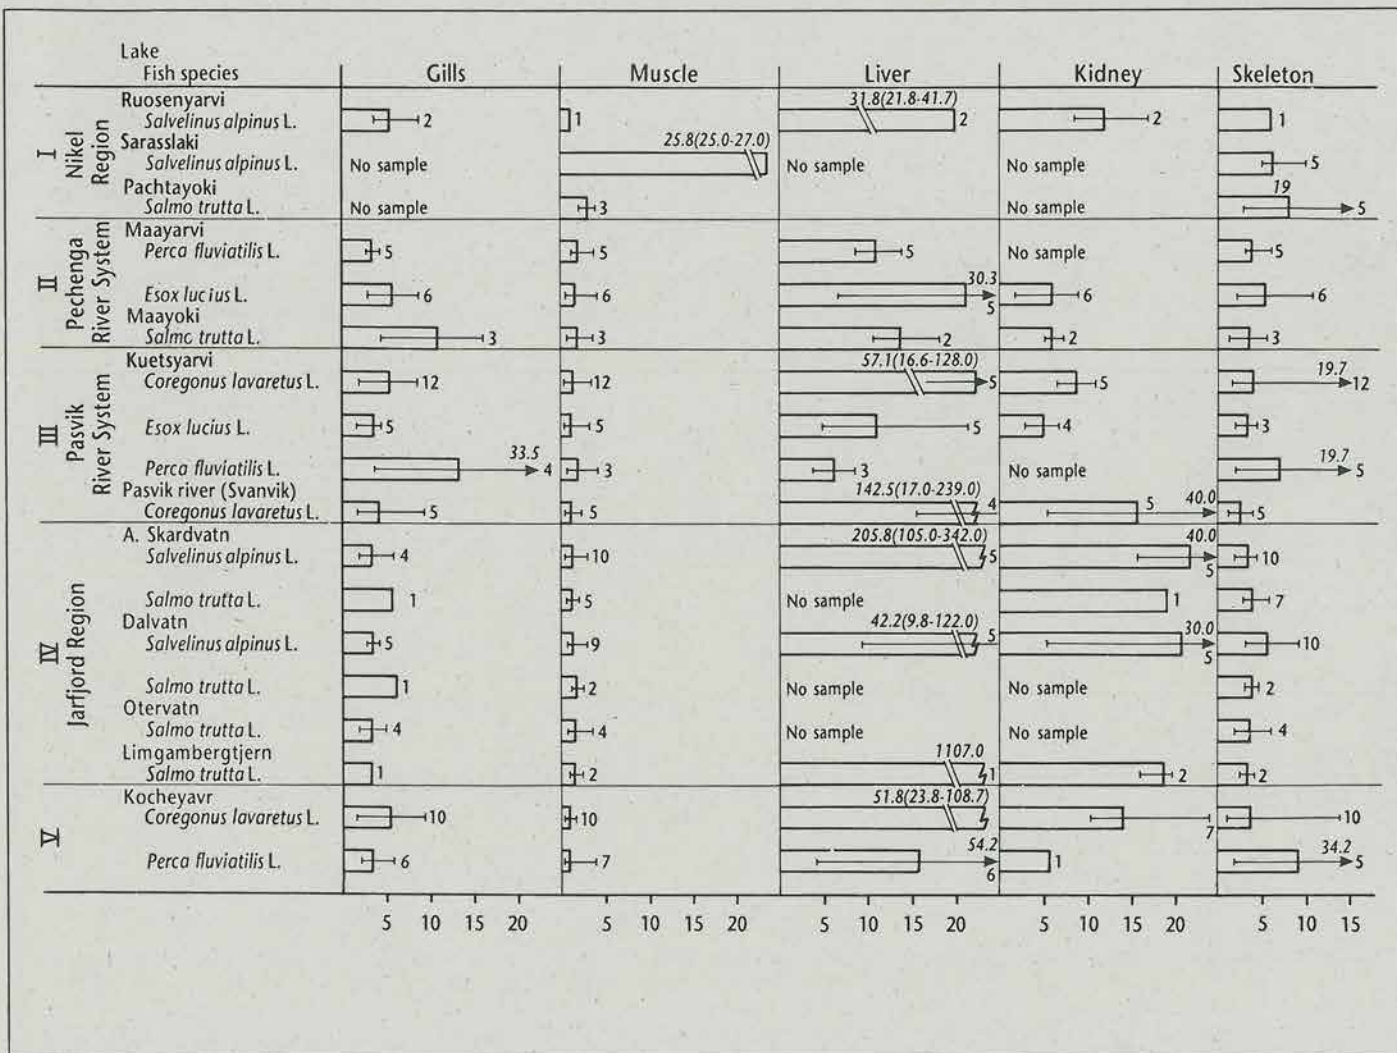 Lake
Fish species Gills Muscle Liver Kidney Skeleton
I
Nikel
Region
Ruosenyarvi 31.8(21.8-41.7)
Salvelinus alpinus L. 2 1 2 2 1
Sarasslaki 25.8(25.0-27.0)
Salvelinus alpinus L. No sample No sample No sample 5
Pachtayoki 19
Salmo trutta L. No sample 3 No sample 5
II
Pechenga
River System
Maayarvi
Perca fluviatilis L. 5 5 5 No sample 5
30.3
Esox lucius L. 6 6 5 6 6
Maayoki
Salmo trutta L. 3 3 2 2 3
III
Pasvik
River System
Kuetsyarvi 57.1(16.6-128.0) 19.7
Coregonus lavaretus L. 12 12 5 5 12
Esox lucius L. 5 5 5 4 3
33.5 19.7
Perca fluviatilis L. 4 3 3 No sample 5
Pasvik river (Svanvik) 142.5(17.0-239.0) 40.0
Coregonus lavaretus L. 5 5 4 5 5
IV
Jarfjord Region
A. Skardvatn 205.8(105.0-342.0) 40.0
Salvelinus alpinus L. 4 10 5 5 10
Salmo trutta L. 1 5 No sample 1 7
Dalvatn 42.2(9.8-122.0) 30.0
Salvelinus alpinus L. 5 9 5 5 10
Salmo trutta L. 1 2 No sample No sample 2
Otervatn
Salmo trutta L. 4 4 No sample No sample 4
Limgambergtjern 1107.0
Salmo trutta L. 1 2 1 2 2
V
Kocheyavr 51.8(23.8-108.7)
Coregonus lavaretus L. 10 10 7 10
54.2 34.2
Perca fluviatilis L. 6 7 6 1 5
5 10 15 20 5 10 15 20 5 10 15 20 5 10 15 20 5 10 15